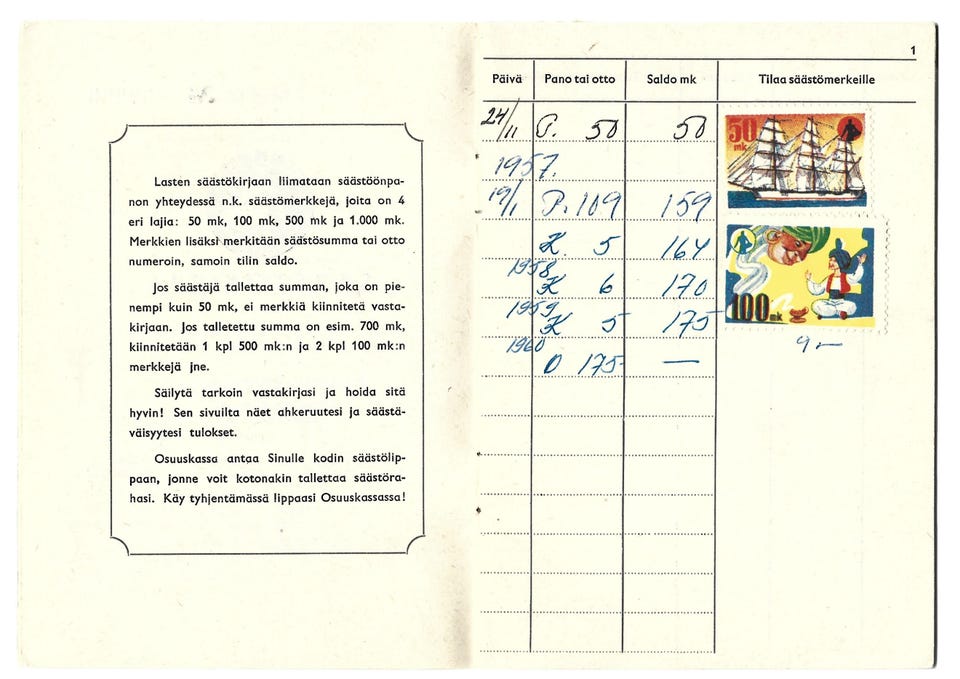 Lasten säästökirjaan liimataan säästöönpa-
non yhteydessä n.k. säästömerkkejä, joita on 4
eri lajia: 50 mk, 100 mk, 500 mk ja 1.000 mk.
Merkkien lisäksi merkitään säästösumma tai otto
numeroin, samoin tilin saldo.
Jos säästäjä tallettaa summan, joka on pie-
nempi kuin 50 mk, ei merkkiä kiinnitetä vasta-
kirjaan. Jos talletettu summa on esim. 700 mk,
kiinnitetään 1 kpl 500 mk:n ja 2 kpl 100 mk:n
merkkejä jne.
Säilytä tarkoin vastakirjasi ja hoida sitä
hyvin! Sen sivuilta näet ahkeruutesi ja säästä-
väisyytesi tulokset.
Osuuskassa antaa Sinulle kodin säästölip-
paan, jonne voit kotonakin tallettaa säästöra-
hasi. Käy tyhjentämässä lippaasi Osuuskassassa!
1
Päivä Pano tai otto Saldo mk Tilaa säästömerkeille
24/11 P. 50 50
50 mk
1957.
19/1 P. 109 159
K. 5 164
1958
K 6 170
1959
K 5 175
100 mk
1960
O 175 —
9 —